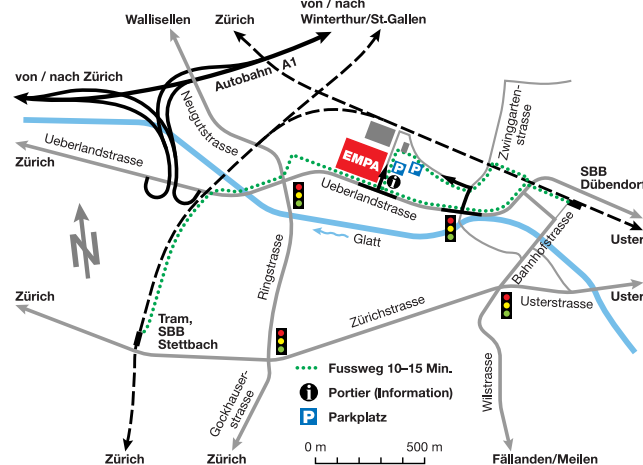 von / nach
Winterthur/St.Gallen
Wallisellen
Zürich
von / nach Zürich
Autobahn A1
Neugutstrasse
Zwinggarten-
strasse
Zürich
Ueberlandstrasse
EMPA
P
P
i
Ueberlandstrasse
SBB
Dübendorf
Uster
N
Glatt
Bahnhofstrasse
Ringstrasse
Zürich
Tram,
SBB
Stettbach
Zürichstrasse
Usterstrasse
Uster
Fussweg 10–15 Min.
i Portier (Information)
P Parkplatz
Gockhauser-
strasse
Wilstrasse
0 m 500 m
Zürich
Zürich
Fällanden/Meilen